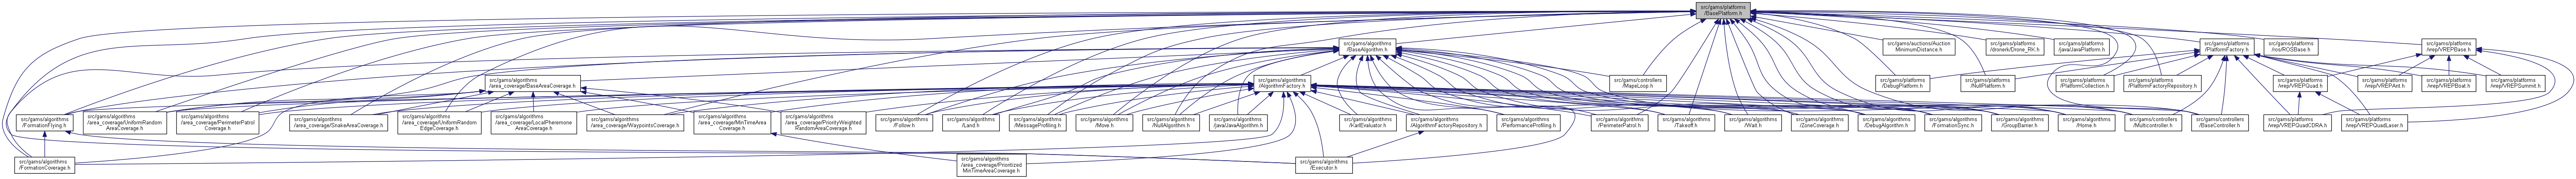 src/gams/platforms
/BasePlatform.h
src/gams/algorithms
/BaseAlgorithm.h
src/gams/auctions/Auction
MinimumDistance.h
src/gams/platforms
/dronerk/Drone_RK.h
src/gams/platforms
/java/JavaPlatform.h
src/gams/platforms
/PlatformFactory.h
src/gams/platforms
/ros/ROSBase.h
src/gams/platforms
/vrep/VREPBase.h
src/gams/algorithms
/area_coverage/BaseAreaCoverage.h
src/gams/algorithms
/AlgorithmFactory.h
src/gams/controllers
/MapeLoop.h
src/gams/platforms
/DebugPlatform.h
src/gams/platforms
/NullPlatform.h
src/gams/platforms
/PlatformCollection.h
src/gams/platforms
/PlatformFactoryRepository.h
src/gams/platforms
/vrep/VREPQuad.h
src/gams/platforms
/vrep/VREPAnt.h
src/gams/platforms
/vrep/VREPBoat.h
src/gams/platforms
/vrep/VREPSummit.h
src/gams/algorithms
/FormationFlying.h
src/gams/algorithms
/area_coverage/UniformRandom
AreaCoverage.h
src/gams/algorithms
/area_coverage/PerimeterPatrol
Coverage.h
src/gams/algorithms
/area_coverage/SnakeAreaCoverage.h
src/gams/algorithms
/area_coverage/UniformRandom
EdgeCoverage.h
src/gams/algorithms
/area_coverage/LocalPheromone
AreaCoverage.h
src/gams/algorithms
/area_coverage/WaypointsCoverage.h
src/gams/algorithms
/area_coverage/MinTimeArea
Coverage.h
src/gams/algorithms
/area_coverage/PriorityWeighted
RandomAreaCoverage.h
src/gams/algorithms
/Follow.h
src/gams/algorithms
/Land.h
src/gams/algorithms
/MessageProfiling.h
src/gams/algorithms
/Move.h
src/gams/algorithms
/NullAlgorithm.h
src/gams/algorithms
/java/JavaAlgorithm.h
src/gams/algorithms
/KarlEvaluator.h
src/gams/algorithms
/AlgorithmFactoryRepository.h
src/gams/algorithms
/PerformanceProfiling.h
src/gams/algorithms
/PerimeterPatrol.h
src/gams/algorithms
/Takeoff.h
src/gams/algorithms
/Wait.h
src/gams/algorithms
/ZoneCoverage.h
src/gams/algorithms
/DebugAlgorithm.h
src/gams/algorithms
/FormationSync.h
src/gams/algorithms
/GroupBarrier.h
src/gams/algorithms
/Home.h
src/gams/controllers
/Multicontroller.h
src/gams/controllers
/BaseController.h
src/gams/platforms
/vrep/VREPQuadCDRA.h
src/gams/platforms
/vrep/VREPQuadLaser.h
src/gams/algorithms
/FormationCoverage.h
src/gams/algorithms
/area_coverage/Prioritized
MinTimeAreaCoverage.h
src/gams/algorithms
/Executor.h